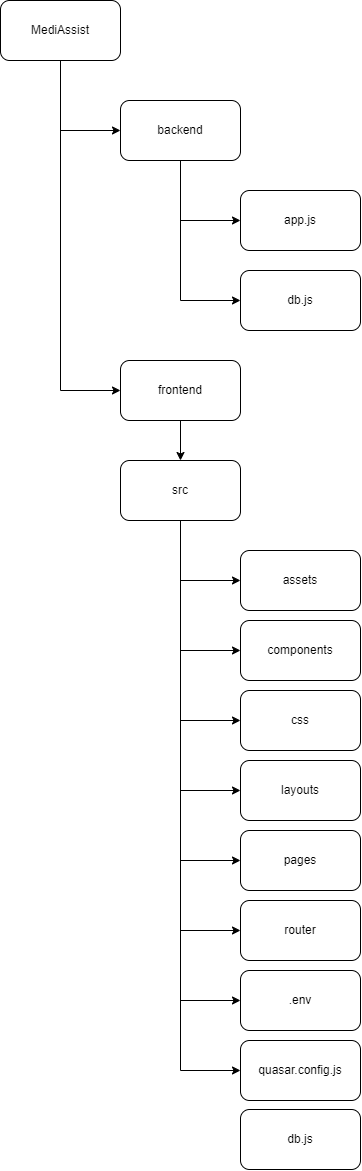 MediAssist
backend
app.js
db.js
frontend
src
assets
components
css
layouts
pages
router
.env
quasar.config.js
db.js